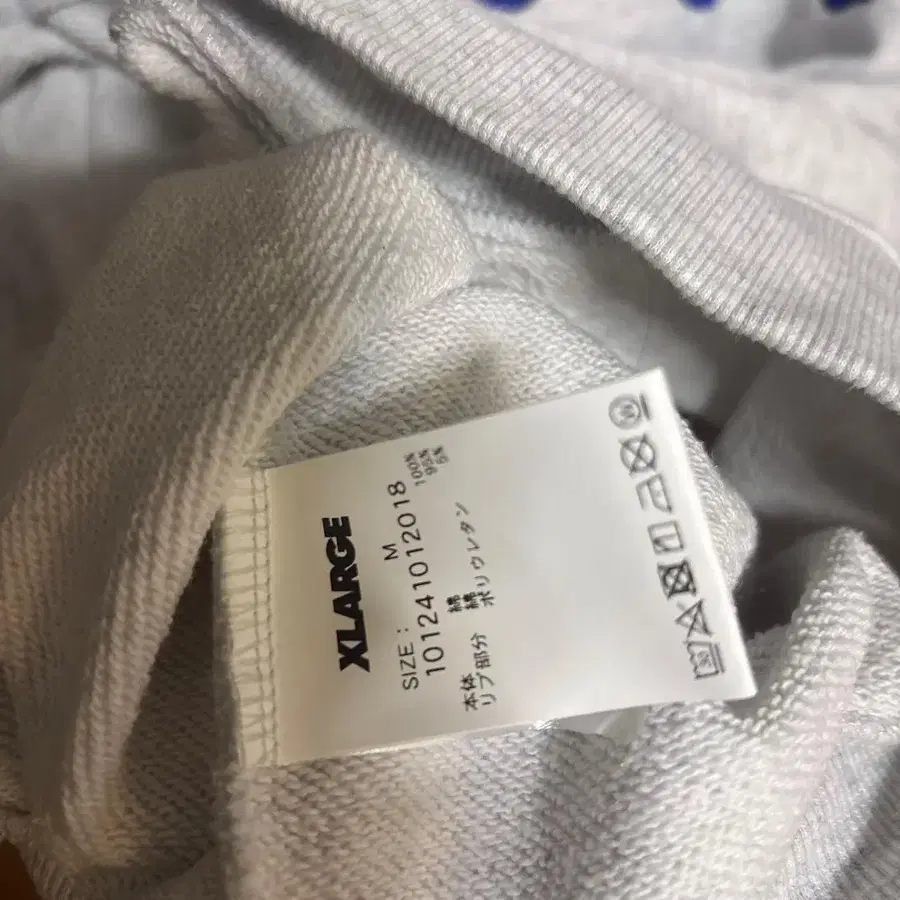 XLARGE
SIZE: M
101241012018
本体 綿 100%
リブ部分 綿 95%
ポリウレタン 5%